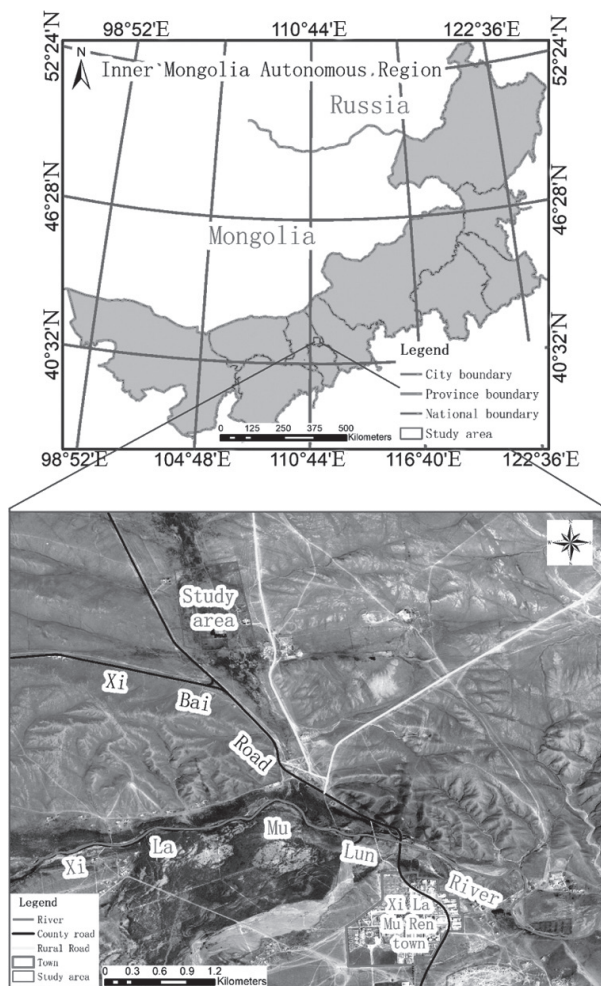 98°52'E 110°44'E 122°36'E
52°24'N 52°24'N
N
Inner Mongolia Autonomous Region
Russia
46°28'N 46°28'N
Mongolia
40°32'N 40°32'N
Legend
City boundary
Province boundary
National boundary
Study area
0 125 250 375 500
Kilometers
98°52'E 104°48'E 110°44'E 116°40'E 122°36'E
Study
area
Xi
Bai
Road
Xi La Mu Lun River
Xi La
Mu Ren
town
Legend
River
County road
Rural Road
Town
Study area
0 0.3 0.6 0.9 1.2
Kilometers